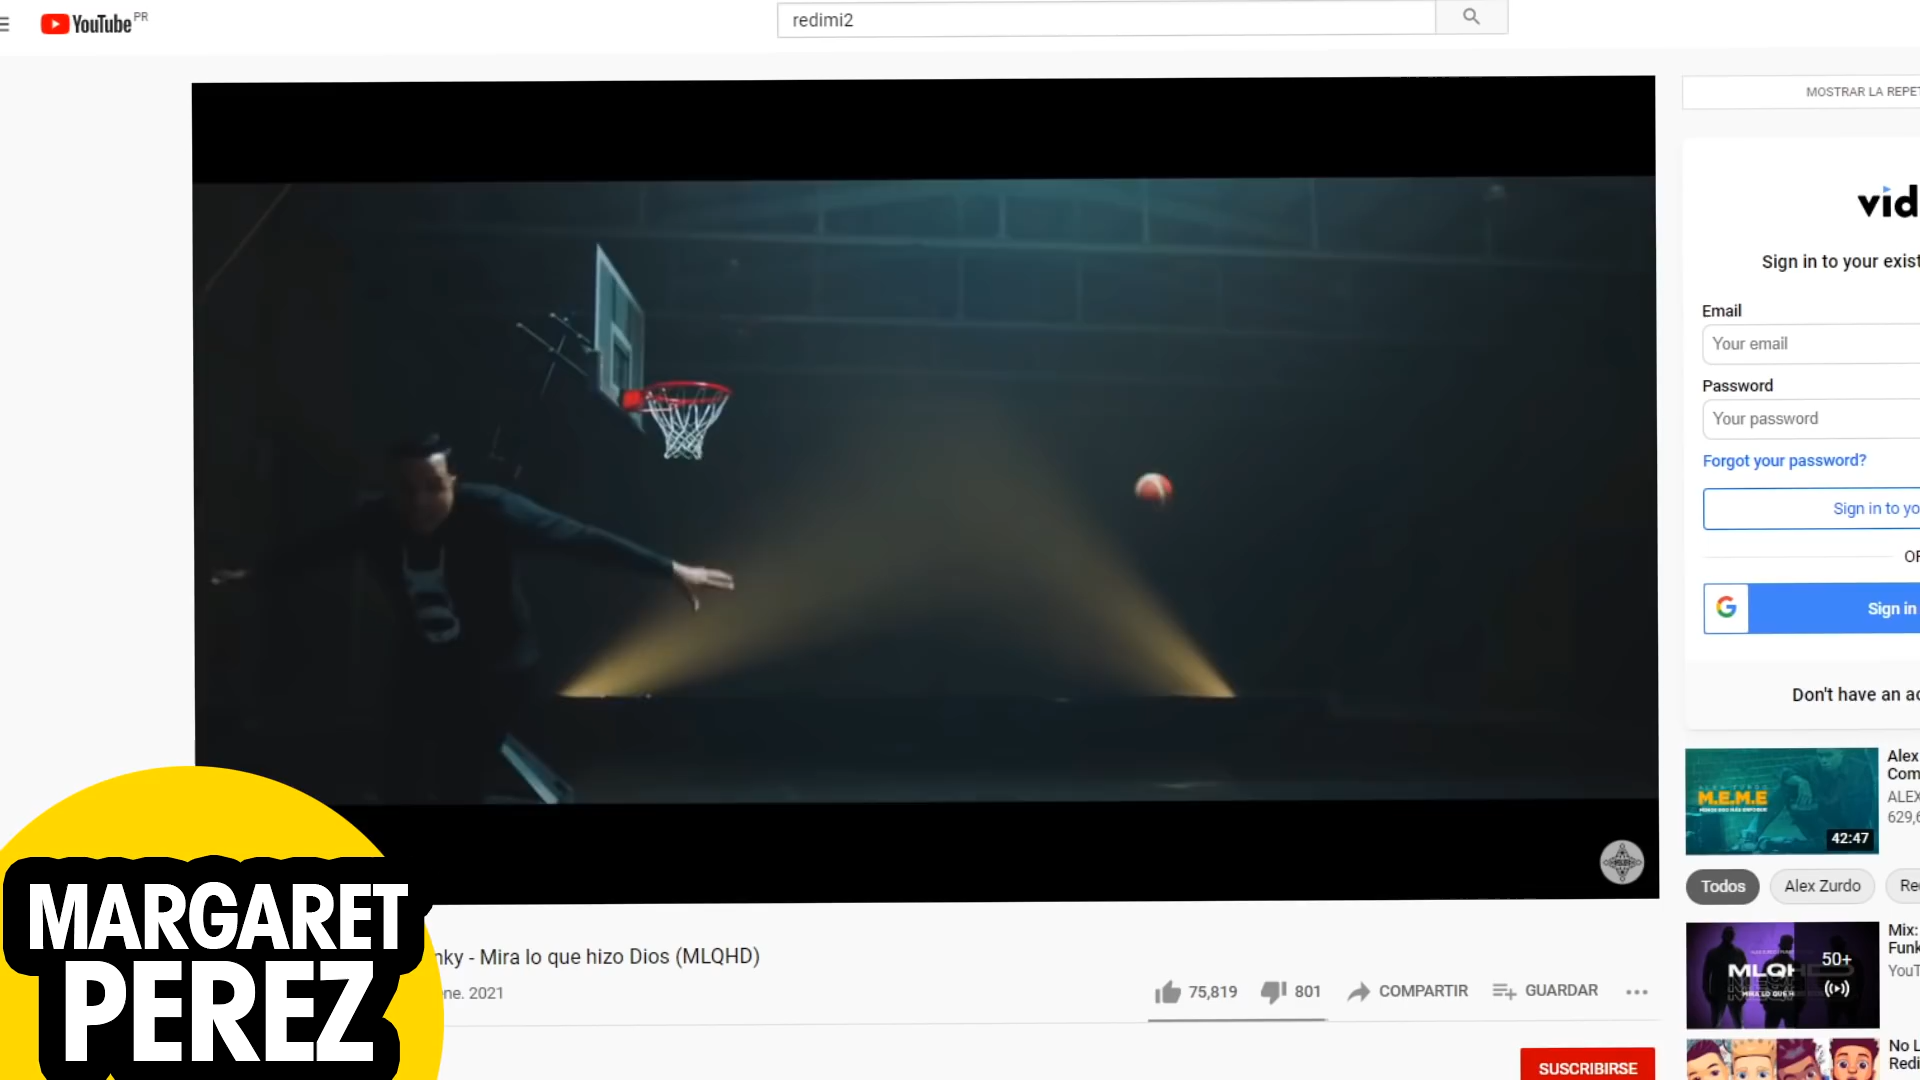 YouTube PR
redimi2
MOSTRAR LA REPET
vid
Sign in to your exist
Email
Your email
Password
Your password
Forgot your password?
Sign in to yo
OR
Sign in
Don't have an ac
Alex
Com
ALEX
629,6
M.E.M.E
42:47
Todos
Alex Zurdo
Re
Mix:
Funk
YouT
MLQH
50+
No L
Redi
nky - Mira lo que hizo Dios (MLQHD)
ne. 2021
75,819
801
COMPARTIR
GUARDAR
SUSCRIBIRSE
MARGARET
PEREZ